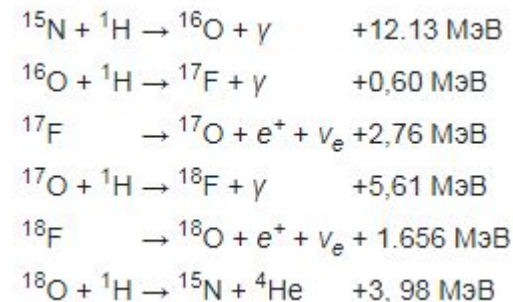 ¹⁵N + ¹H → ¹⁶O + γ +12.13 МэВ
¹⁶O + ¹H → ¹⁷F + γ +0,60 МэВ
¹⁷F → ¹⁷O + e⁺ + νₑ +2,76 МэВ
¹⁷O + ¹H → ¹⁸F + γ +5,61 МэВ
¹⁸F → ¹⁸O + e⁺ + νₑ + 1.656 МэВ
¹⁸O + ¹H → ¹⁵N + ⁴He +3, 98 МэВ